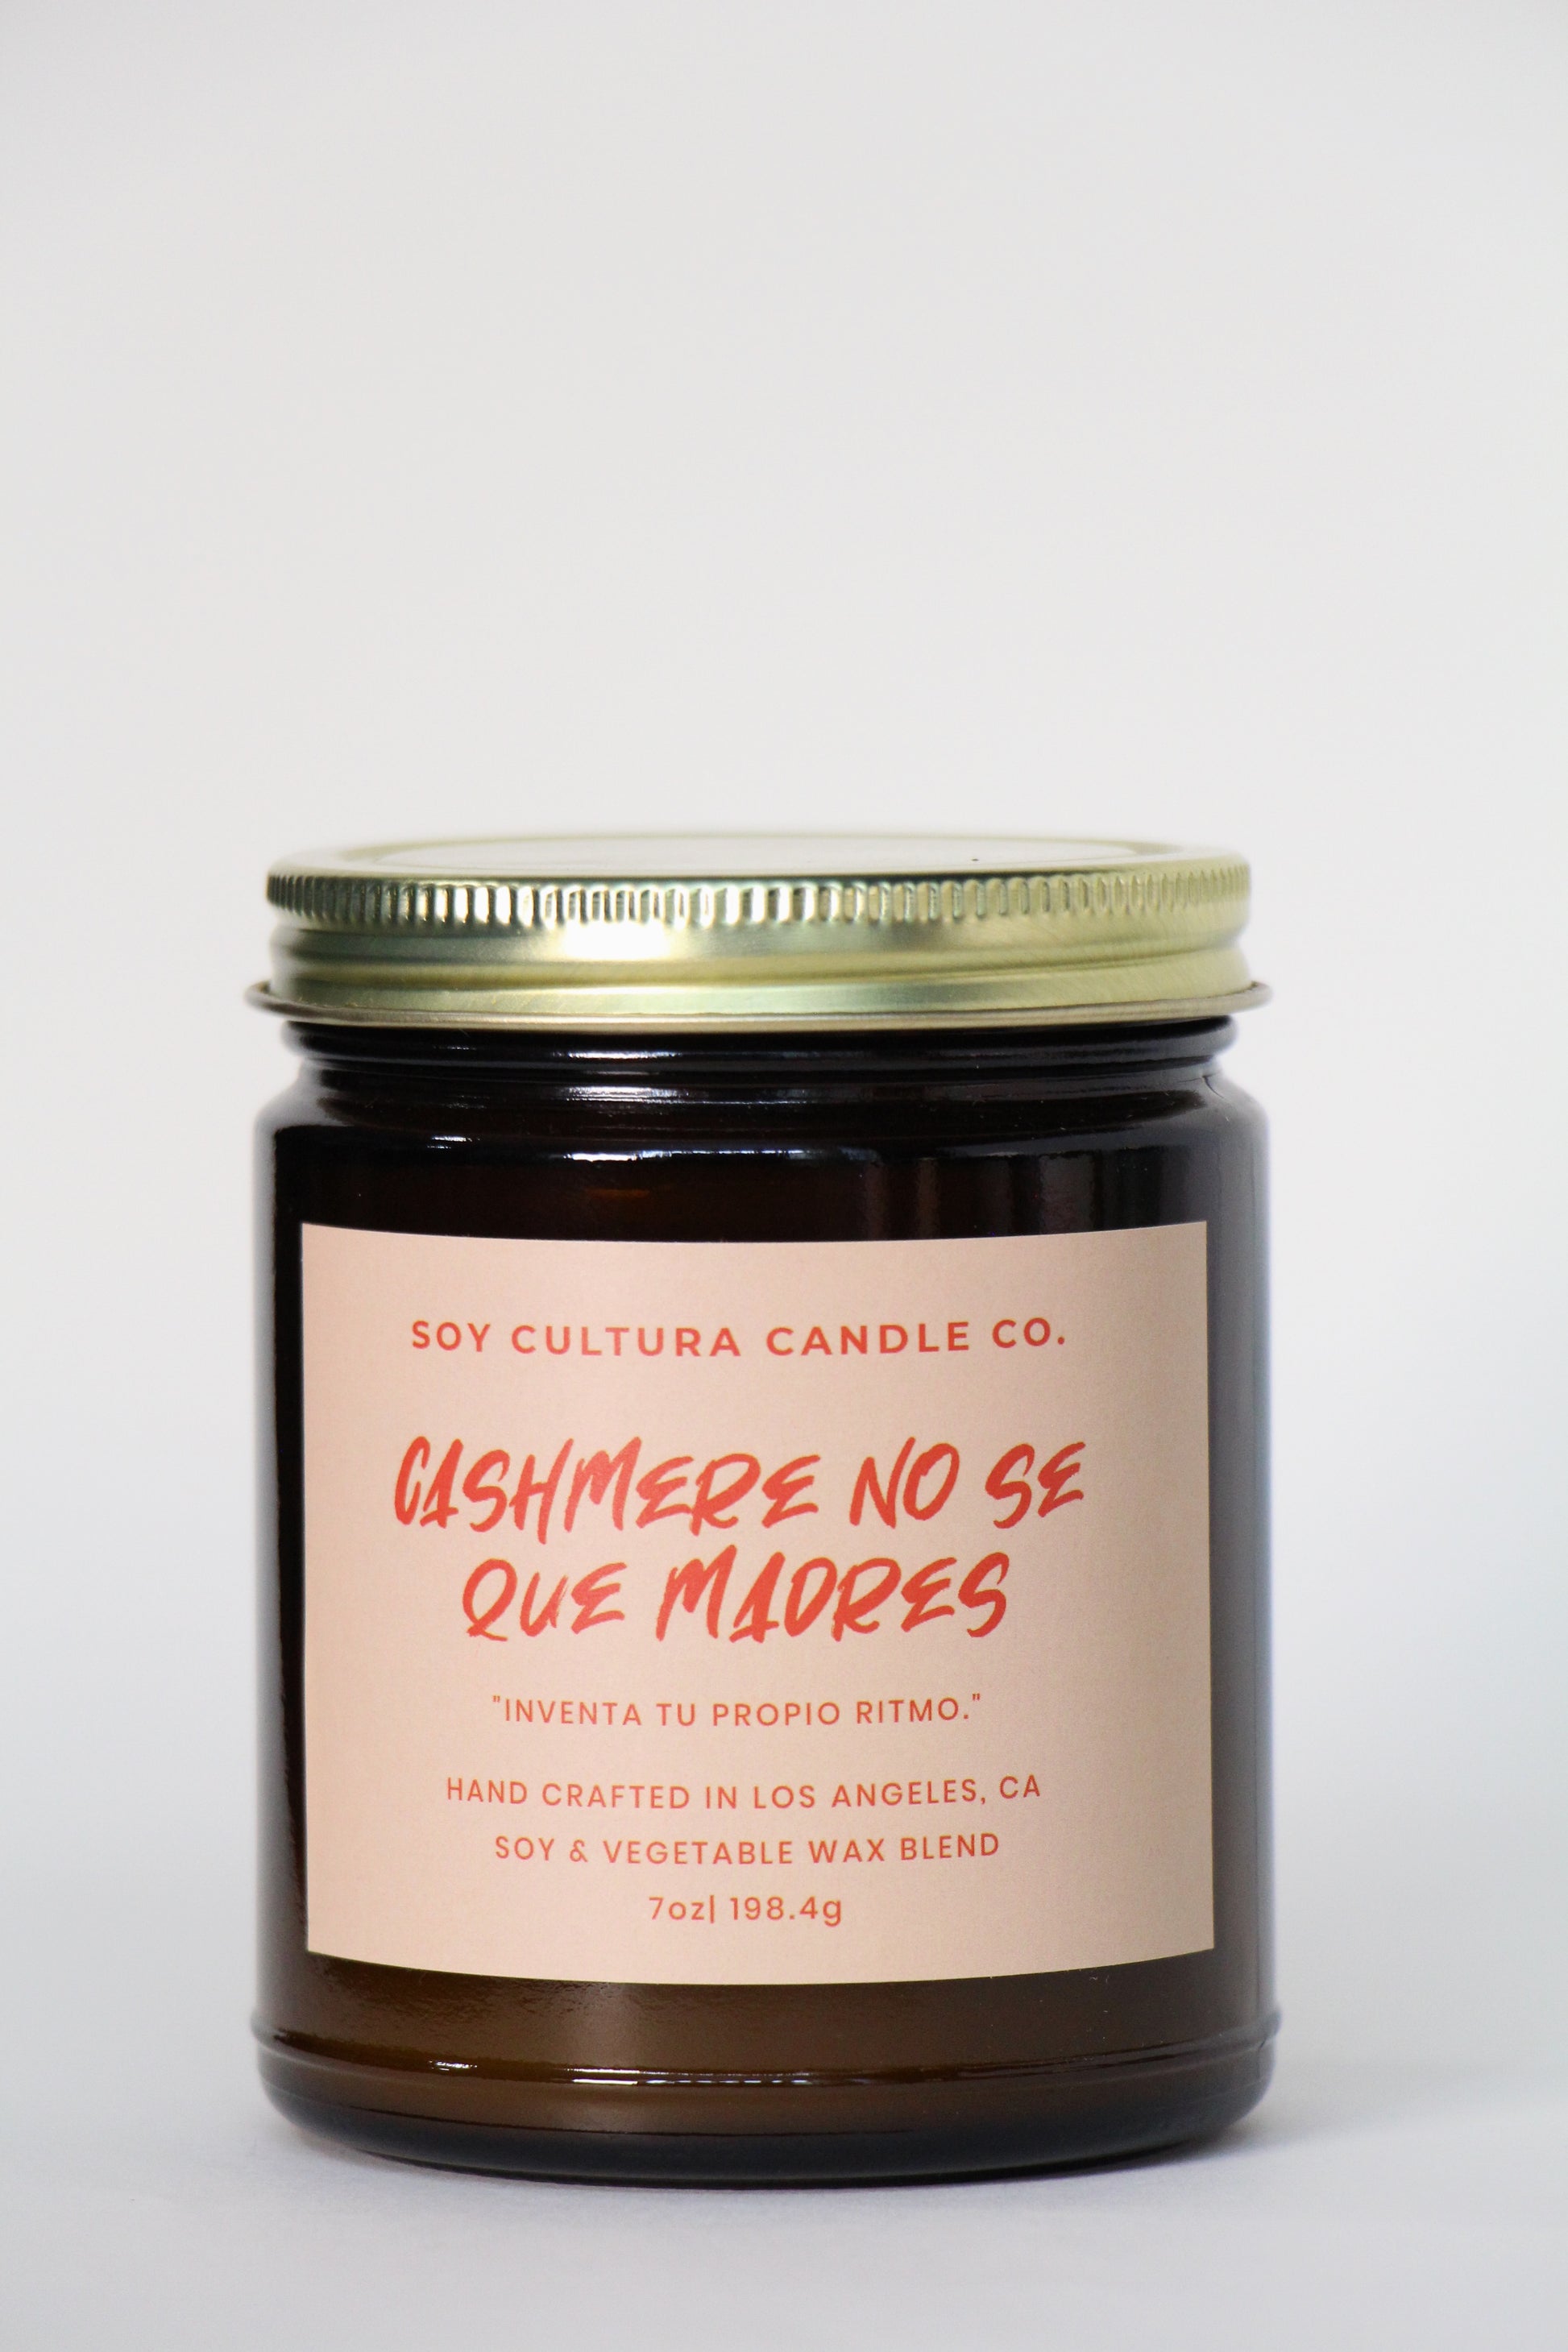 SOY CULTURA CANDLE CO.
CASHMERE NO SE
QUE MADRES
"INVENTA TU PROPIO RITMO."
HAND CRAFTED IN LOS ANGELES, CA
SOY & VEGETABLE WAX BLEND
7oz| 198.4g